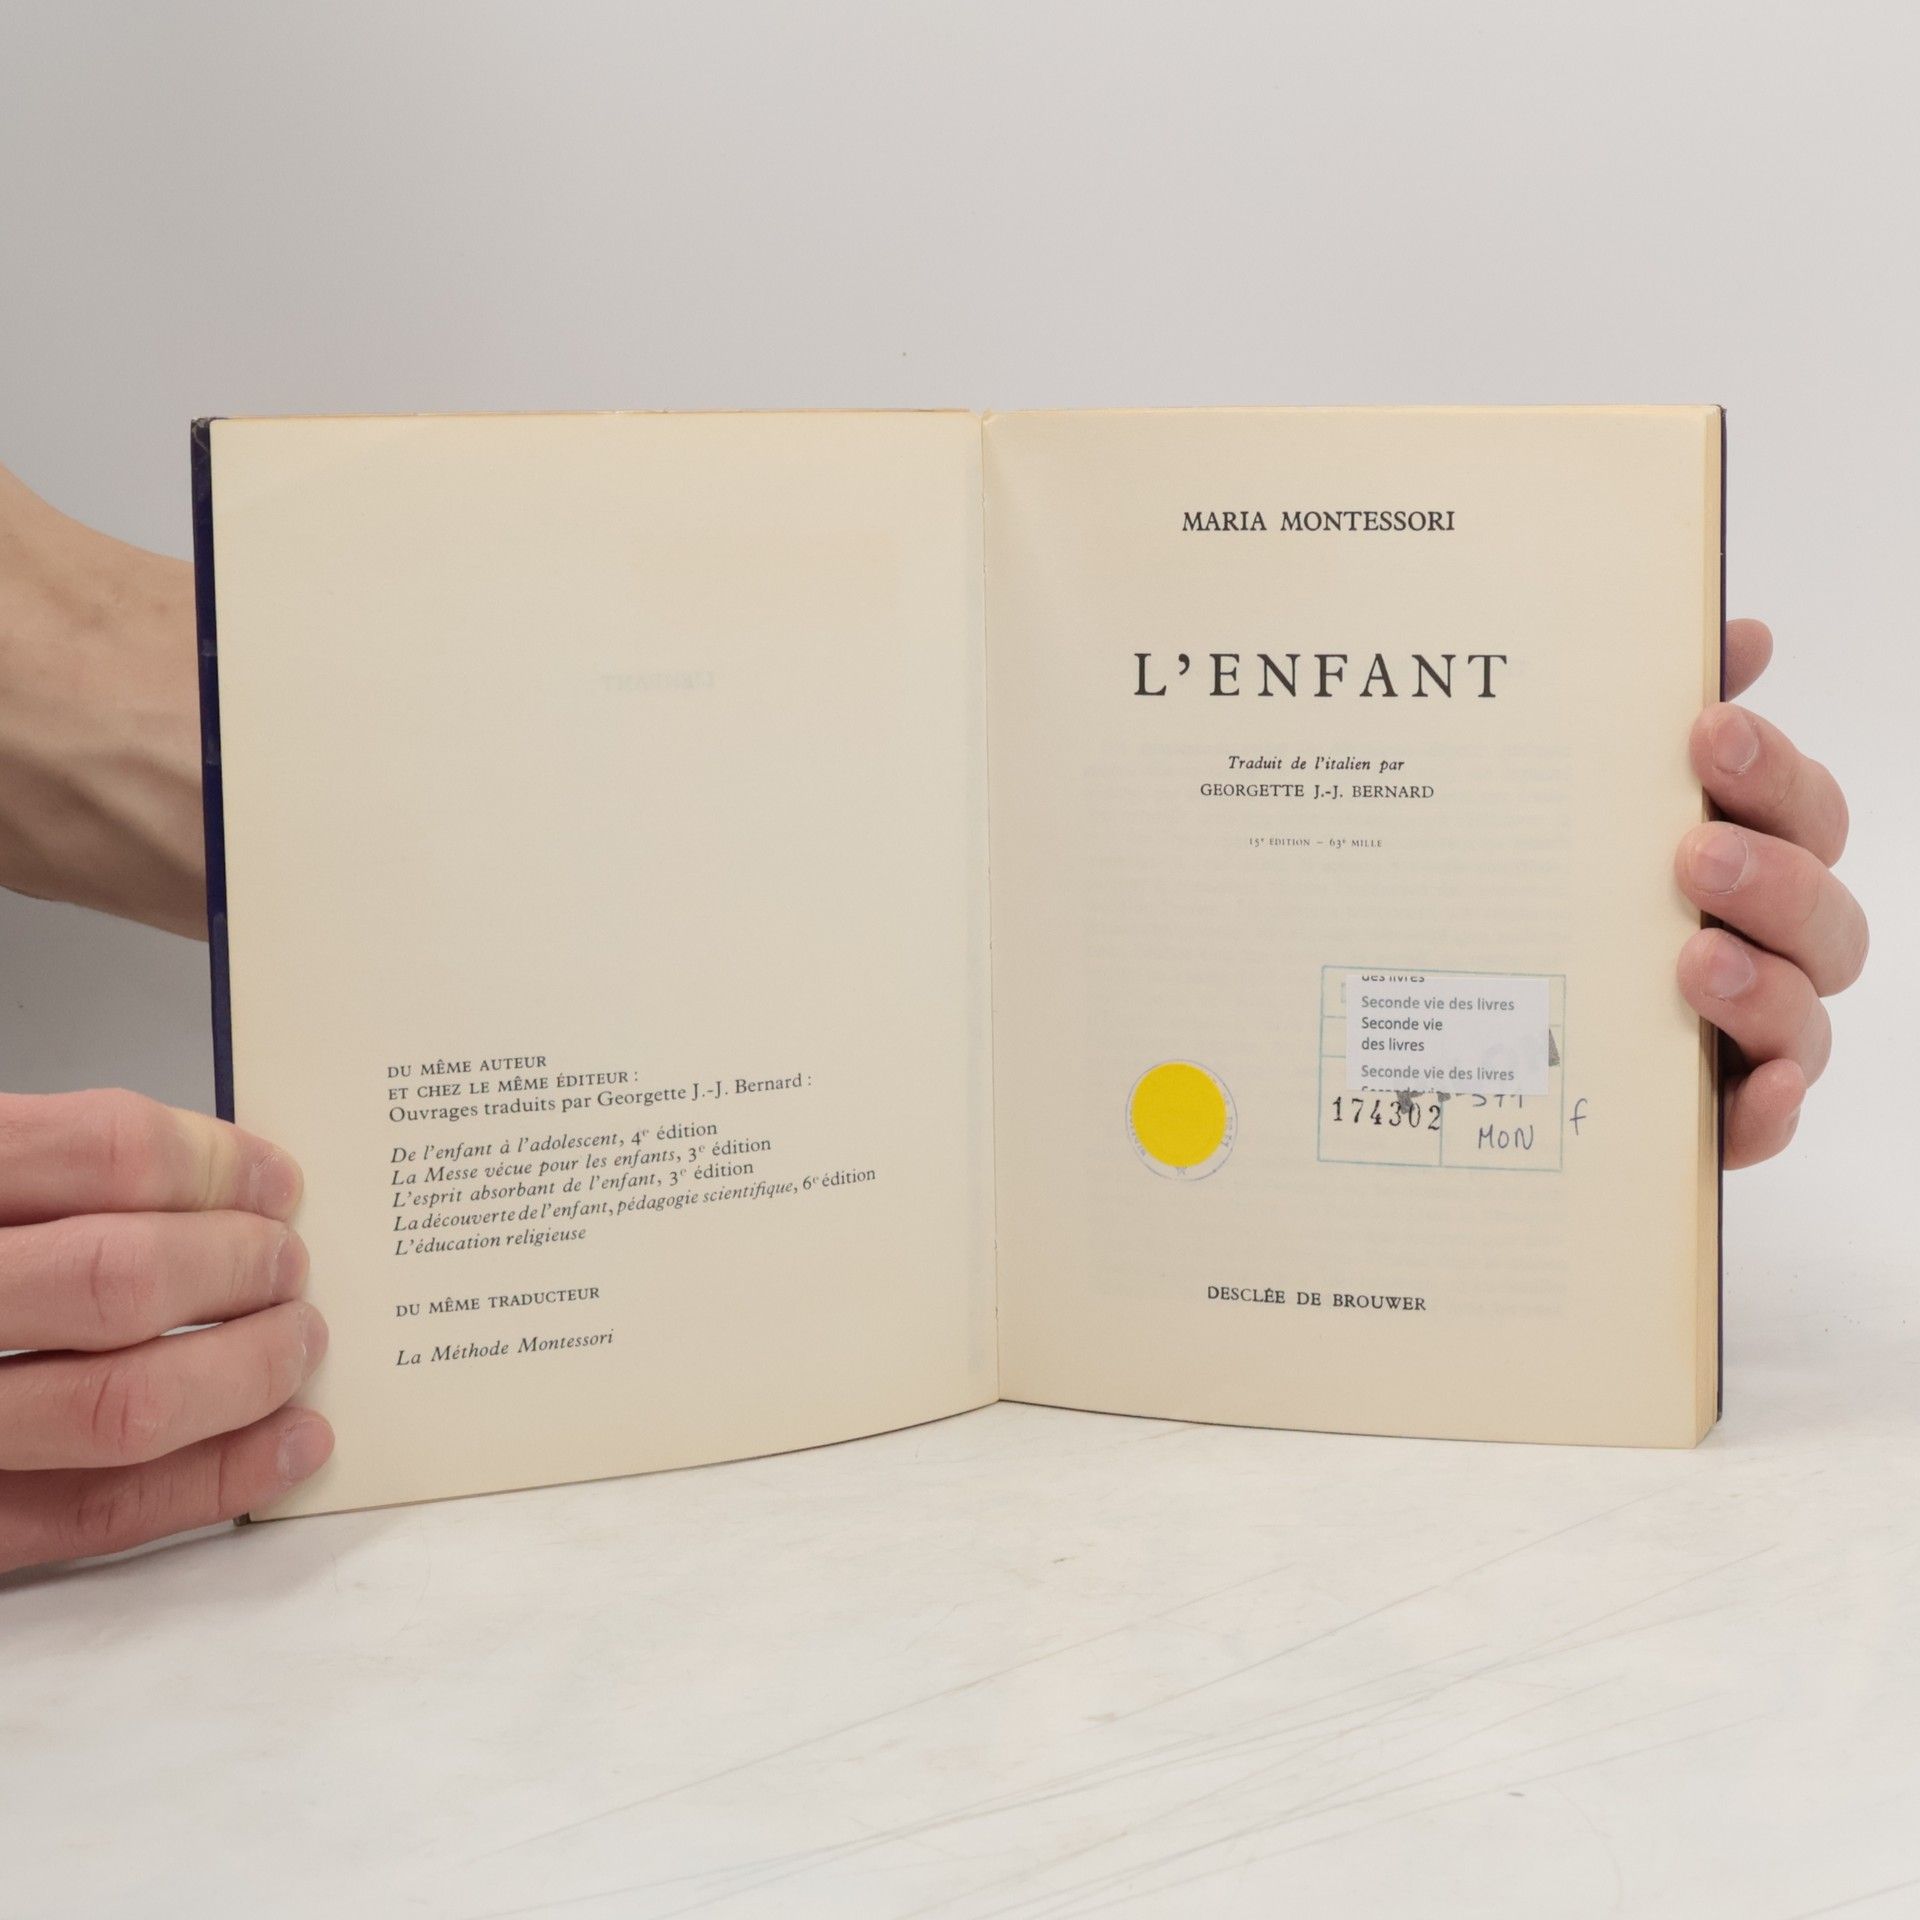 DU MÊME AUTEUR
ET CHEZ LE MÊME ÉDITEUR :
Ouvrages traduits par Georgette J.-J. Bernard :
De l'enfant à l'adolescent, 4e édition
La Messe vécue pour les enfants, 3e édition
L'esprit absorbant de l'enfant, 3e édition
La découverte de l'enfant, pédagogie scientifique, 6e édition
L'éducation religieuse
DU MÊME TRADUCTEUR
La Méthode Montessori
MARIA MONTESSORI
L'ENFANT
Traduit de l'italien par
GEORGETTE J.-J. BERNARD
15e ÉDITION – 63e MILLE
des livres
Seconde vie des livres
Seconde vie
des livres
Seconde vie des livres
174302
MON
f
DESCLÉE DE BROUWER